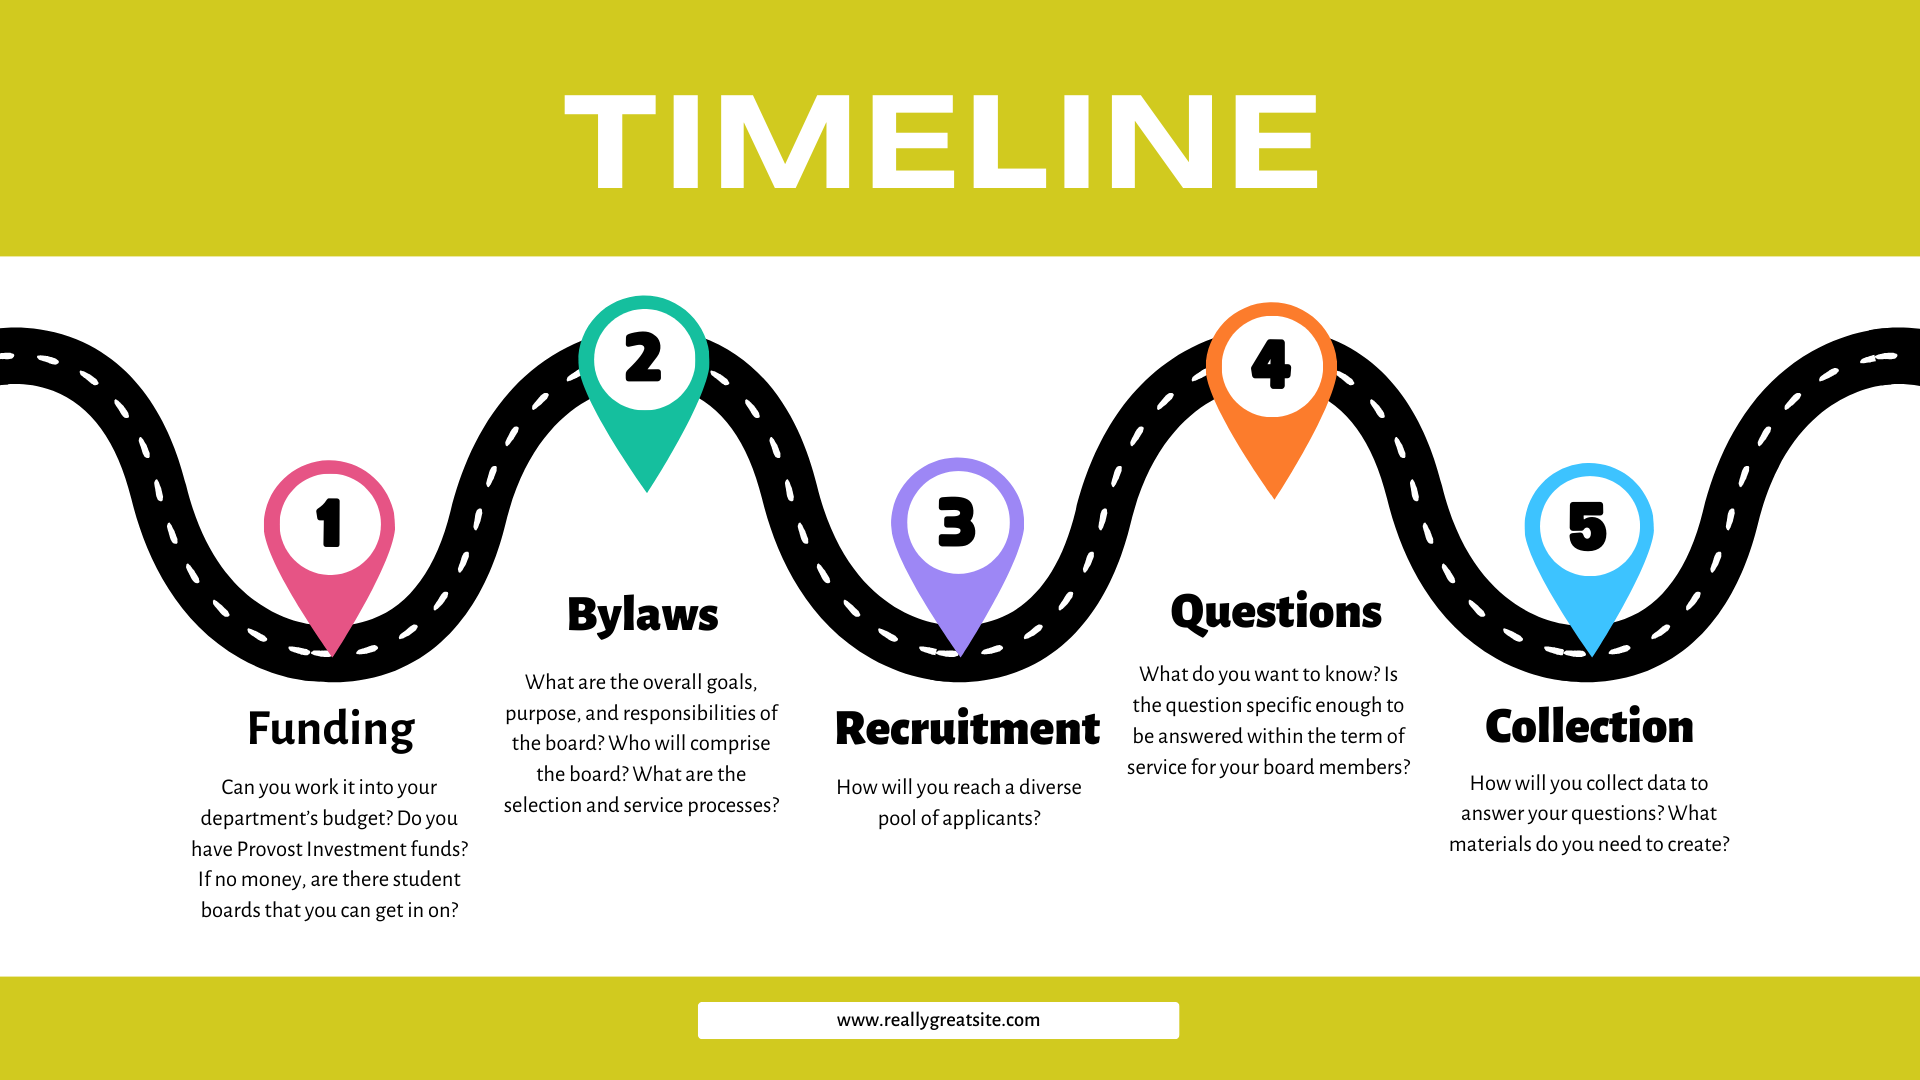 TIMELINE
1
Funding
Can you work it into your
department's budget? Do you
have Provost Investment funds?
If no money, are there student
boards that you can get in on?
2
Bylaws
What are the overall goals,
purpose, and responsibilities of
the board? Who will comprise
the board? What are the
selection and service processes?
3
Recruitment
How will you reach a diverse
pool of applicants?
4
Questions
What do you want to know? Is
the question specific enough to
be answered within the term of
service for your board members?
5
Collection
How will you collect data to
answer your questions? What
materials do you need to create?
www.reallygreatsite.com